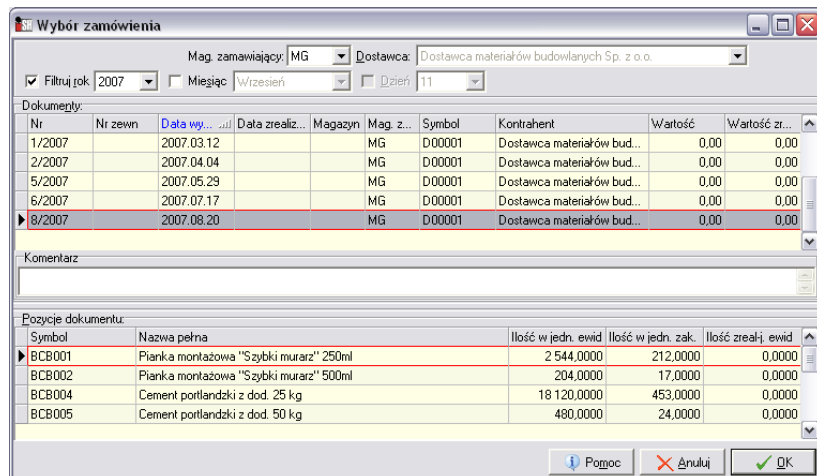 Wybór zamówienia
Mag. zamawiający: MG Dostawca: Dostawca materiałów budowlanych Sp. z o.o.
Filtruj rok 2007 Miesiąc Wrzesień Dzień 11
Dokumenty:
Nr Nr zewn Data wy... Data zrealiz... Magazyn Mag. z... Symbol Kontrahent Wartość Wartość zr...
1/2007 2007.03.12 MG D00001 Dostawca materiałów bud... 0,00 0,00
2/2007 2007.04.04 MG D00001 Dostawca materiałów bud... 0,00 0,00
5/2007 2007.05.29 MG D00001 Dostawca materiałów bud... 0,00 0,00
6/2007 2007.07.17 MG D00001 Dostawca materiałów bud... 0,00 0,00
8/2007 2007.08.20 MG D00001 Dostawca materiałów bud... 0,00 0,00
Komentarz
Pozycje dokumentu:
Symbol Nazwa pełna Ilość w jedn. ewid Ilość w jedn. zak. Ilość zreal-j. ewid
BCB001 Pianka montażowa "Szybki murarz" 250ml 2 544,0000 212,0000 0,0000
BCB002 Pianka montażowa "Szybki murarz" 500ml 204,0000 17,0000 0,0000
BCB004 Cement portlandzki z dod. 25 kg 18 120,0000 453,0000 0,0000
BCB005 Cement portlandzki z dod. 50 kg 480,0000 24,0000 0,0000
Pomoc Anuluj OK